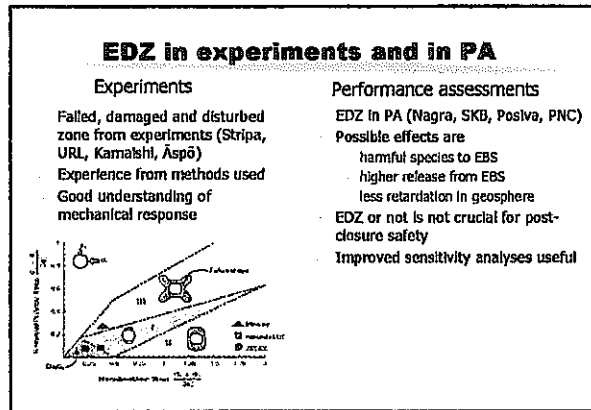 EDZ in experiments and in PA
Experiments
Failed, damaged and disturbed
zone from experiments (Stripa,
URL, Kamaishi, Äspö)
Experience from methods used
Good understanding of
mechanical response
Performance assessments
EDZ in PA (Nagra, SKB, Posiva, PNC)
Possible effects are
harmful species to EBS
higher release from EBS
less retardation in geosphere
EDZ or not is not crucial for post-
closure safety
Improved sensitivity analyses useful
III
II